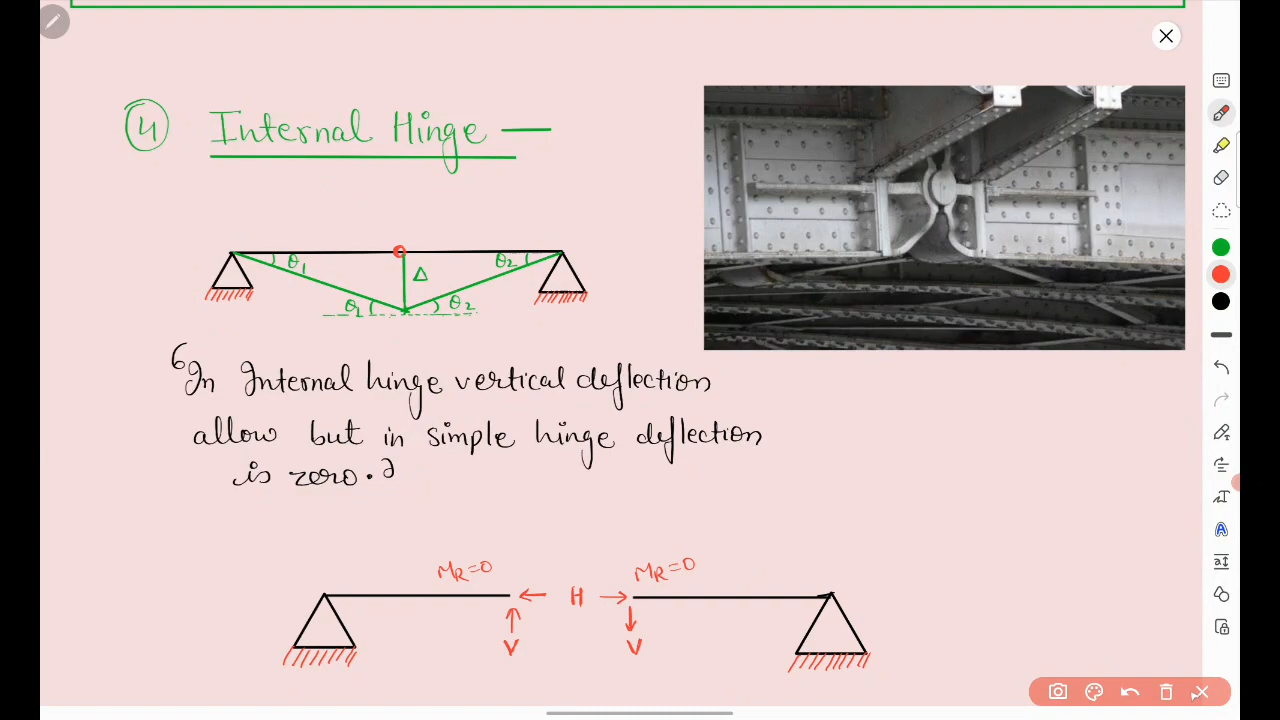 4 Internal Hinge —
θ1 θ2
Δ
θ1 θ2
‘In Internal hinge vertical deflection
allow but in simple hinge deflection
is zero.’
MR=0 MR=0
← H →
V V